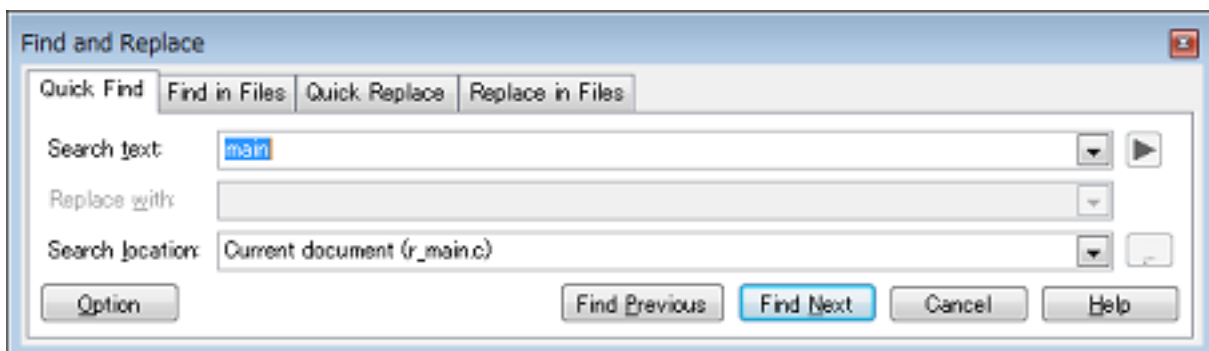 Find and Replace
Quick Find Find in Files Quick Replace Replace in Files
Search text: main
Replace with:
Search location: Current document (r_main.c)
Option Find Previous Find Next Cancel Help